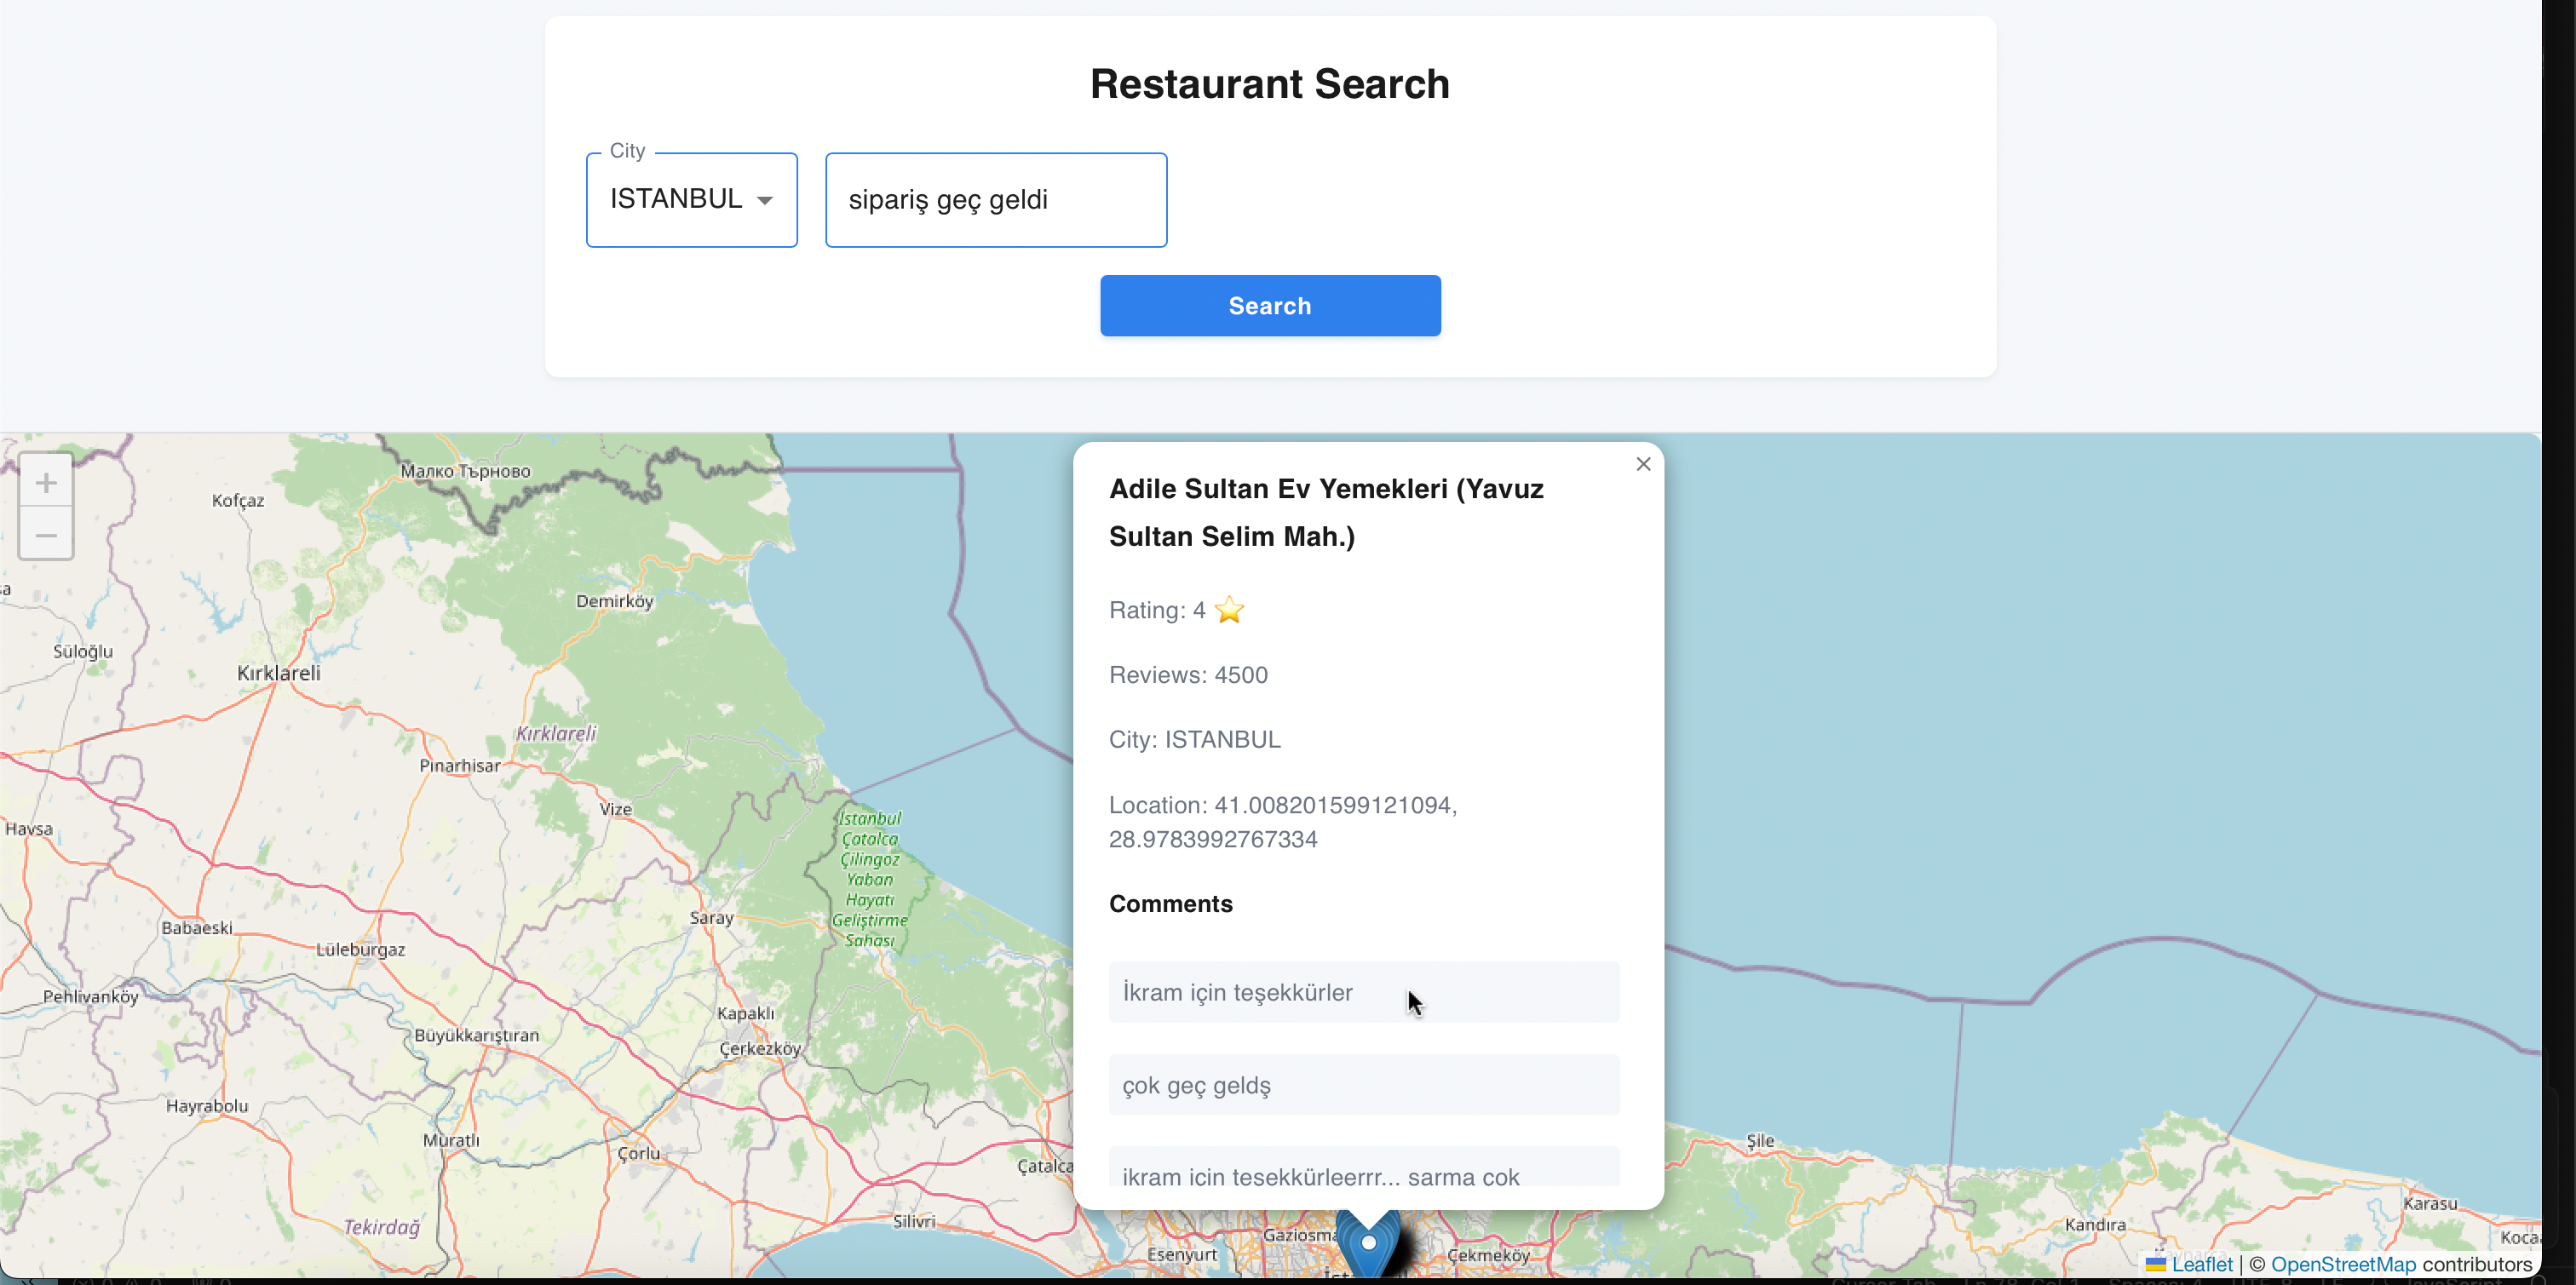 Restaurant Search
City
ISTANBUL
sipariş geç geldi
Search
+
−
Малко Търново
Kofçaz
Demirköy
Süloğlu
Kırklareli
Kırklareli
Pınarhisar
Vize
Havsa
İstanbul
Çatalca
Çilingoz
Yaban
Hayatı
Geliştirme
Sahası
Saray
Babaeski
Lüleburgaz
Pehlivanköy
Kapaklı
Büyükkarıştıran
Çerkezköy
Hayrabolu
Muratlı
Çorlu
Çatalca
Tekirdağ
Silivri
Adile Sultan Ev Yemekleri (Yavuz
Sultan Selim Mah.)
Rating: 4 ⭐
Reviews: 4500
City: ISTANBUL
Location: 41.008201599121094,
28.9783992767334
Comments
İkram için teşekkürler
çok geç geldş
ikram icin tesekkürleerrr... sarma cok
Esenyurt
Gaziosma
Çekmeköy
Şile
Kandıra
Karasu
Koca
Leaflet | © OpenStreetMap contributors